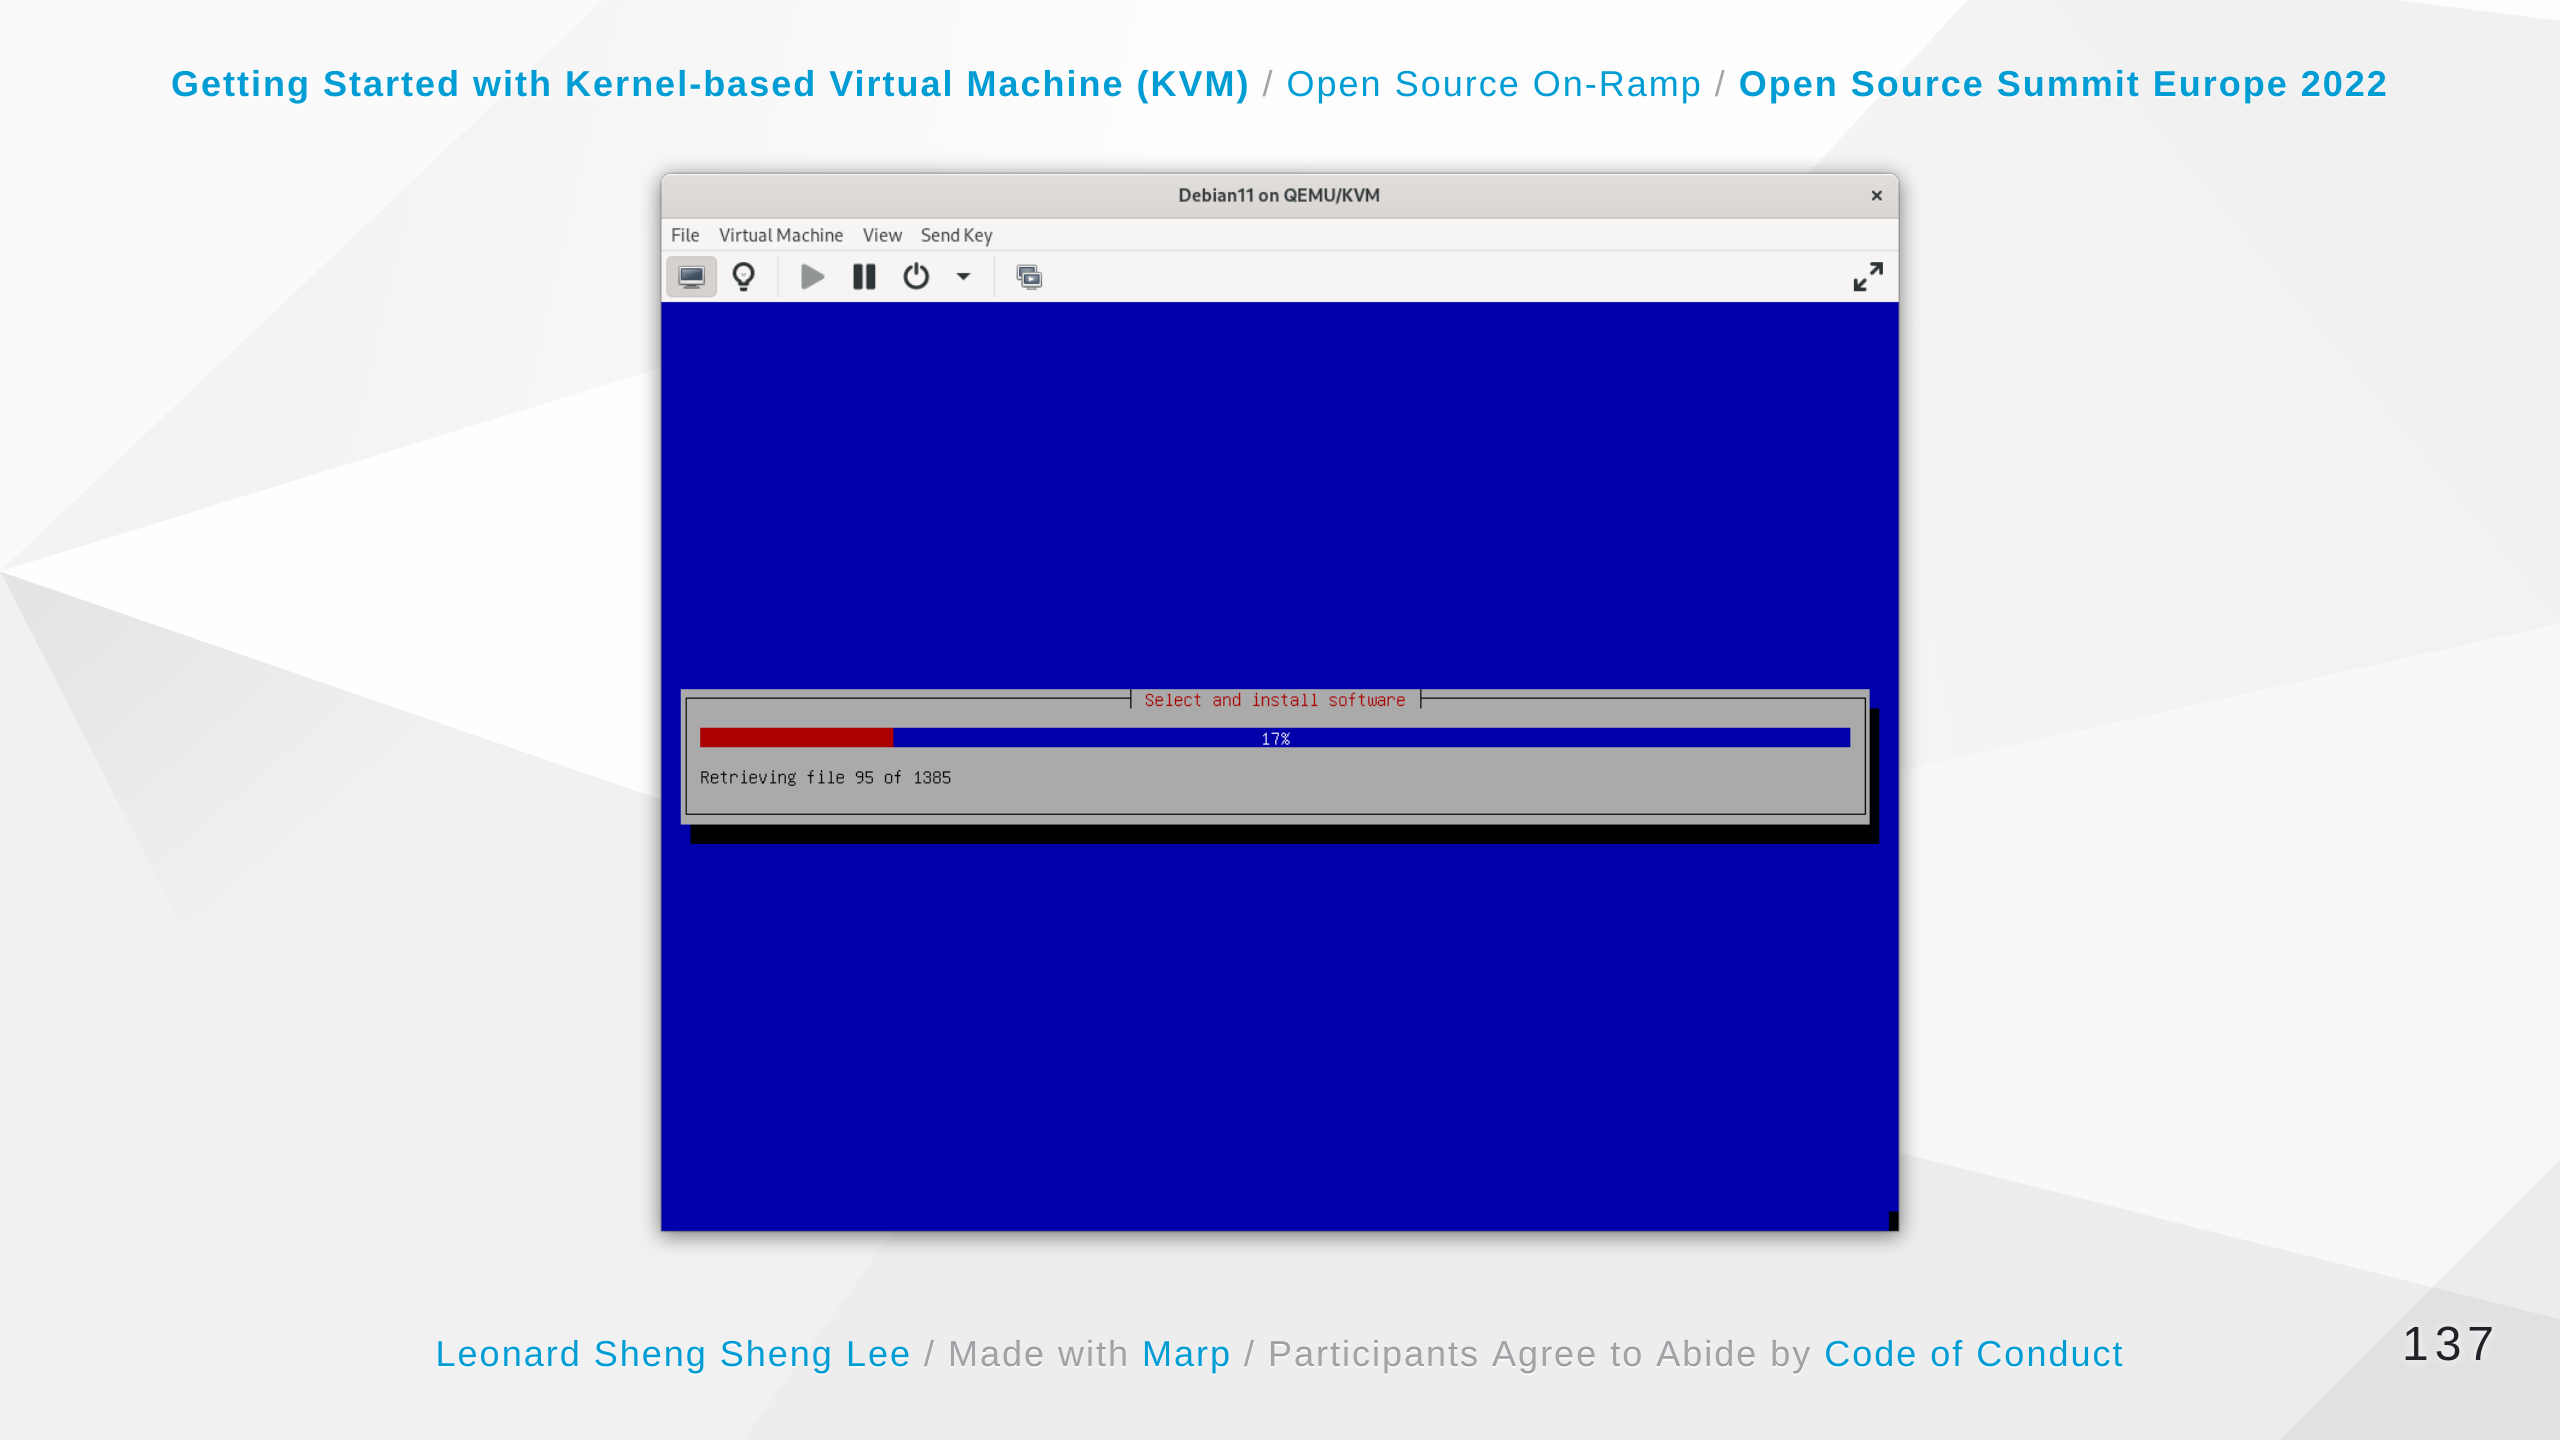 Getting Started with Kernel-based Virtual Machine (KVM) / Open Source On-Ramp / Open Source Summit Europe 2022
Debian11 on QEMU/KVM
File Virtual Machine View Send Key
Select and install software
17%
Retrieving file 95 of 1385
Leonard Sheng Sheng Lee / Made with Marp / Participants Agree to Abide by Code of Conduct
137